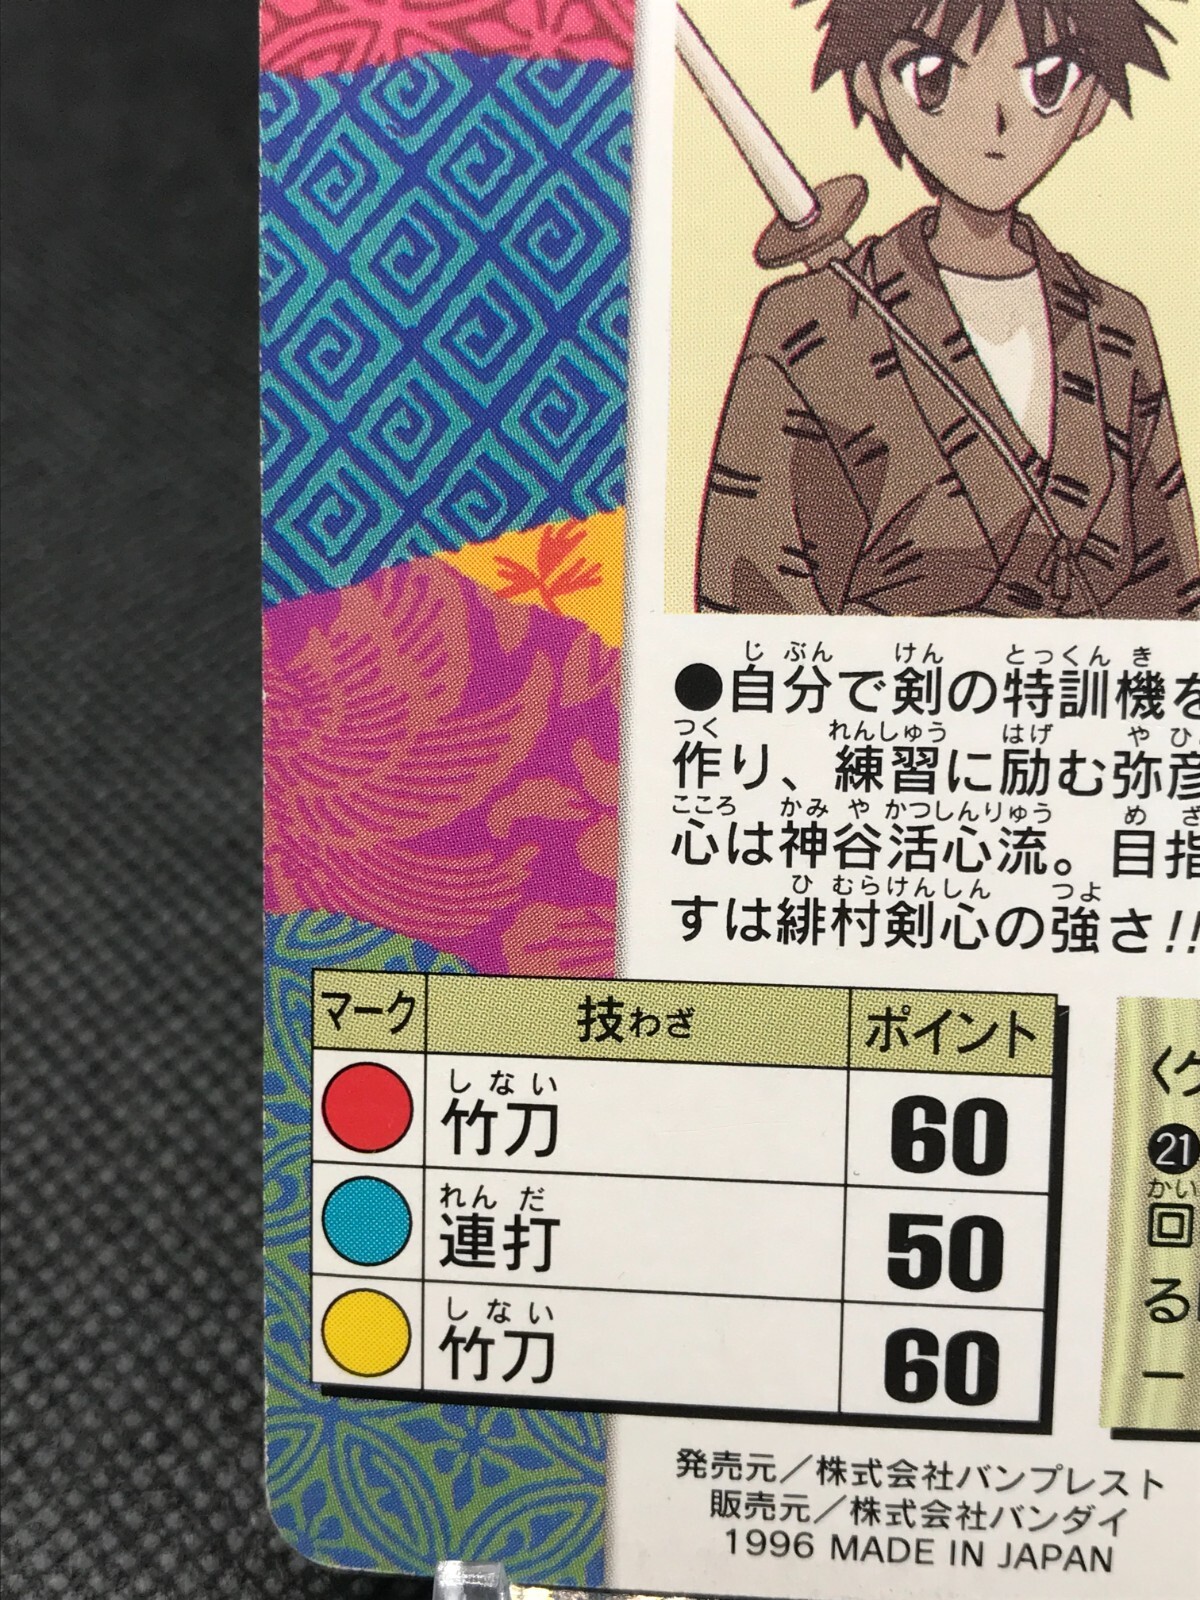 ●自分で剣の特訓機を
作り、練習に励む弥彦
心は神谷活心流。目指
すは緋村剣心の強さ!!
マーク 技わざ ポイント
竹刀 60
連打 50
竹刀 60
21
回
る
発売元／株式会社バンプレスト
販売元／株式会社バンダイ
1996 MADE IN JAPAN